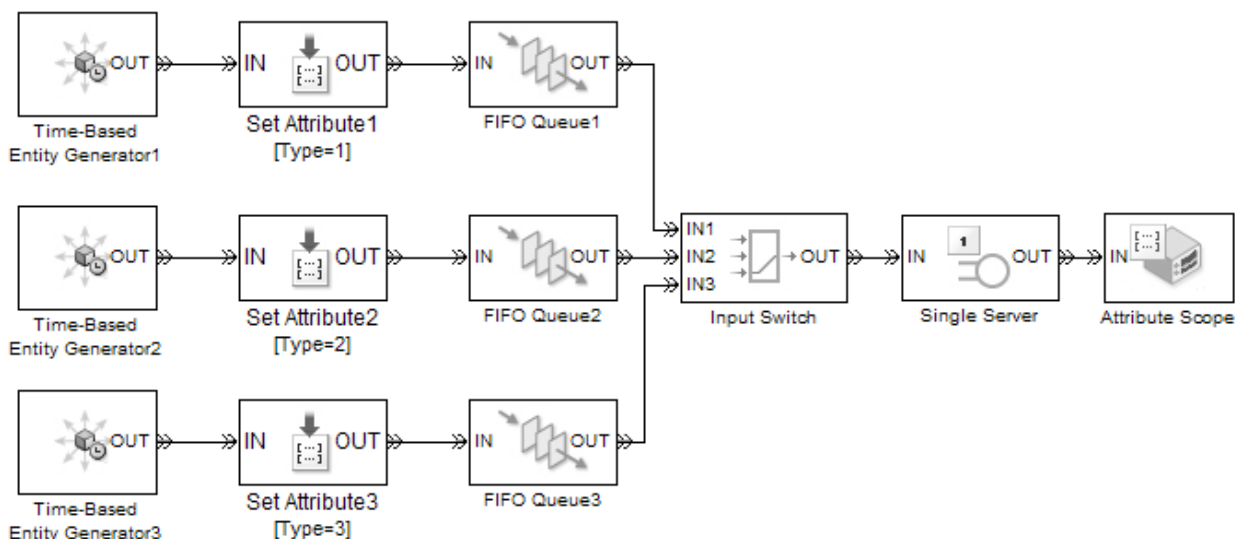 OUT
IN
[...]
OUT
IN
OUT
Time-Based
Entity Generator1
Set Attribute1
[Type=1]
FIFO Queue1
OUT
IN
[...]
OUT
IN
OUT
Time-Based
Entity Generator2
Set Attribute2
[Type=2]
FIFO Queue2
IN1
IN2
IN3
OUT
Input Switch
IN
1
OUT
Single Server
IN
[...]
Attribute Scope
OUT
IN
[...]
OUT
IN
OUT
Time-Based
Entity Generator3
Set Attribute3
[Type=3]
FIFO Queue3